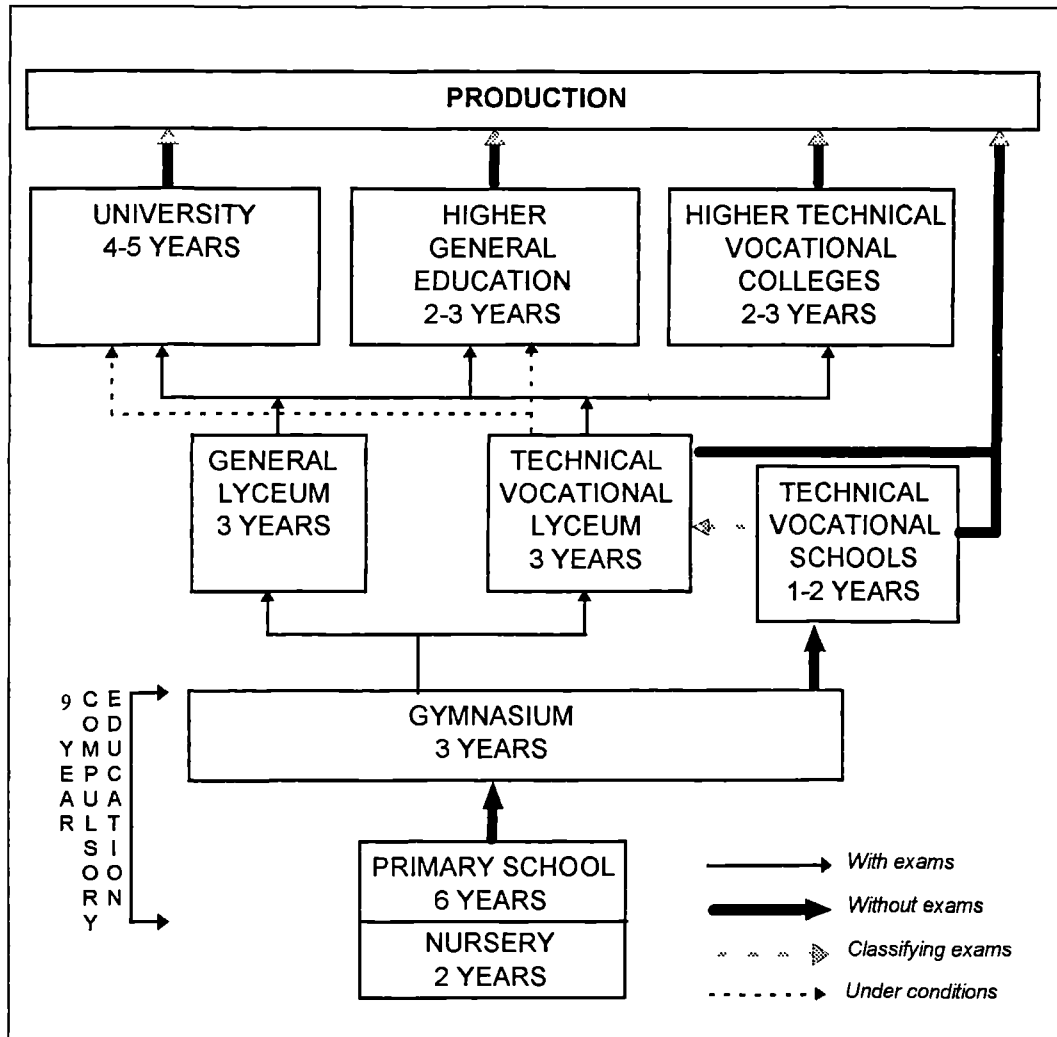 PRODUCTION
UNIVERSITY
4-5 YEARS
HIGHER
GENERAL
EDUCATION
2-3 YEARS
HIGHER TECHNICAL
VOCATIONAL
COLLEGES
2-3 YEARS
GENERAL
LYCEUM
3 YEARS
TECHNICAL
VOCATIONAL
LYCEUM
3 YEARS
TECHNICAL
VOCATIONAL
SCHOOLS
1-2 YEARS
9 YEAR
COMPULSORY
EDUCATION
GYMNASIUM
3 YEARS
PRIMARY SCHOOL
6 YEARS
NURSERY
2 YEARS
With exams
Without exams
Classifying exams
Under conditions